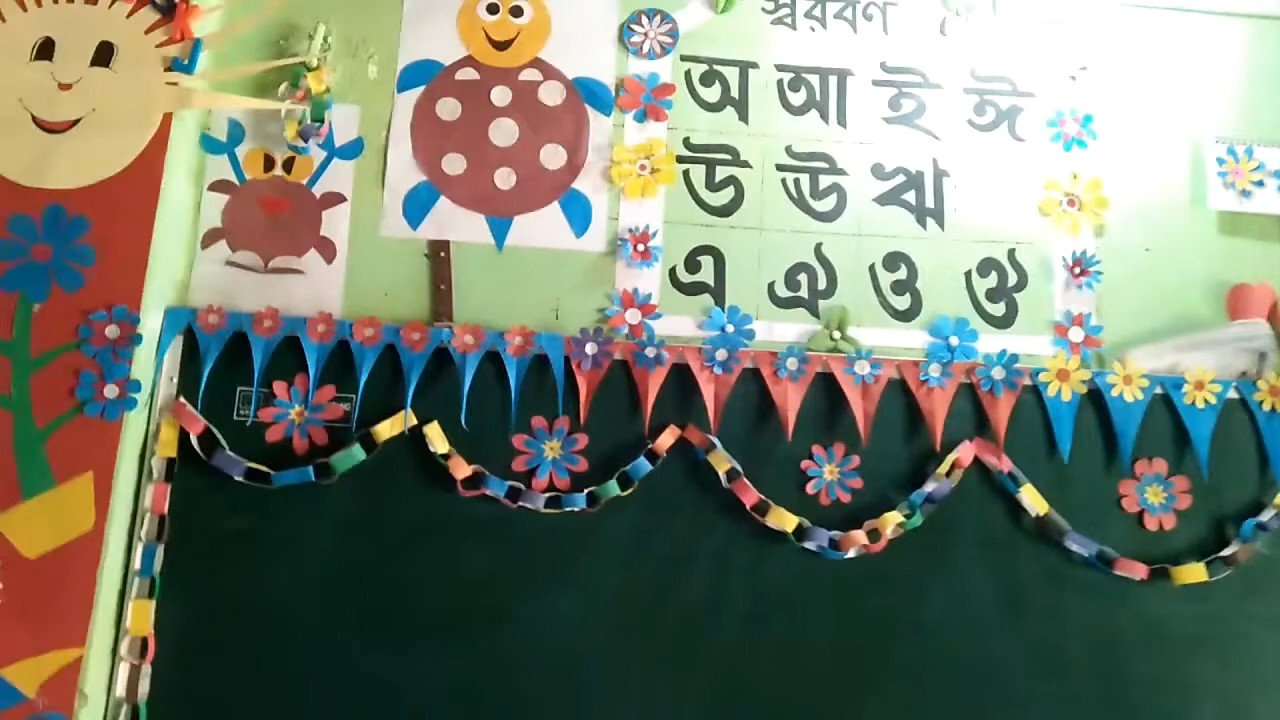 স্বরবর্ণ
অ আ ই ঈ
উ ঊ ঋ
এ ঐ ও ঔ